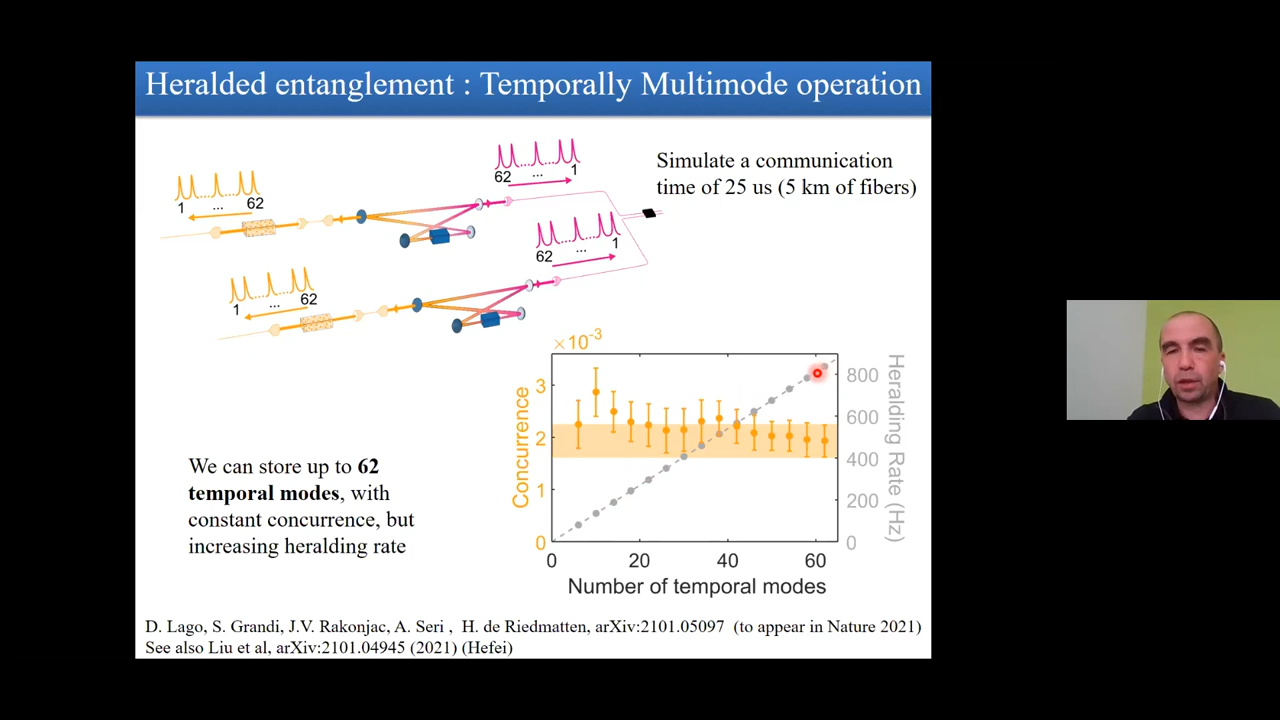 Heralded entanglement : Temporally Multimode operation
62 ... 1
1 ... 62
62 ... 1
1 ... 62
Simulate a communication
time of 25 us (5 km of fibers)
We can store up to 62
temporal modes, with
constant concurrence, but
increasing heralding rate
×10-3
Concurrence
3
2
1
0
Heralding Rate (Hz)
800
600
400
200
0
0 20 40 60
Number of temporal modes
D. Lago, S. Grandi, J.V. Rakonjac, A. Seri , H. de Riedmatten, arXiv:2101.05097 (to appear in Nature 2021)
See also Liu et al, arXiv:2101.04945 (2021) (Hefei)